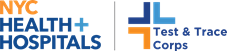 NYC
HEALTH+
HOSPITALS
Test & Trace
Corps